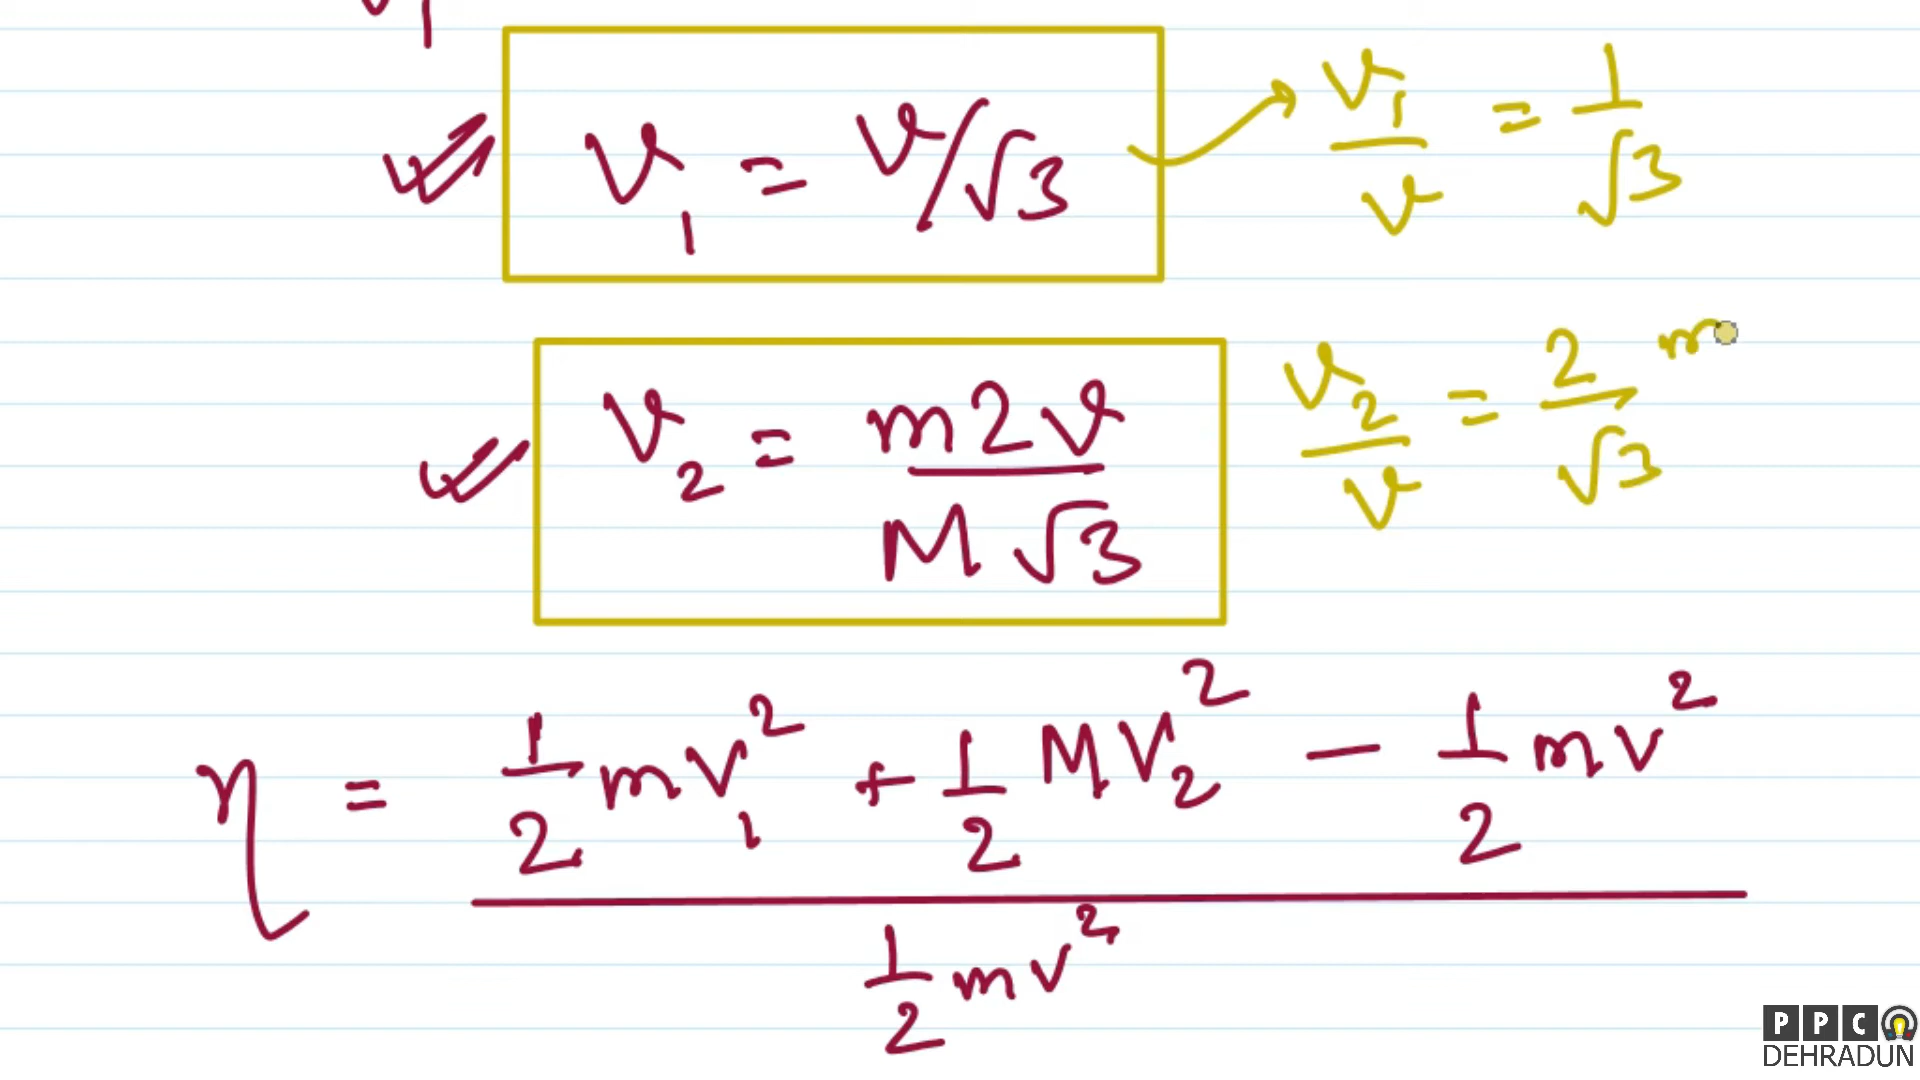 v₁ = v/√3
v₁/v = 1/√3
v₂ = m2v/M√3
v₂/v = 2/√3 m
η = (1/2 mv₁² + 1/2 MV₂² − 1/2 mv²)/(1/2 mv²)
PPC
DEHRADUN